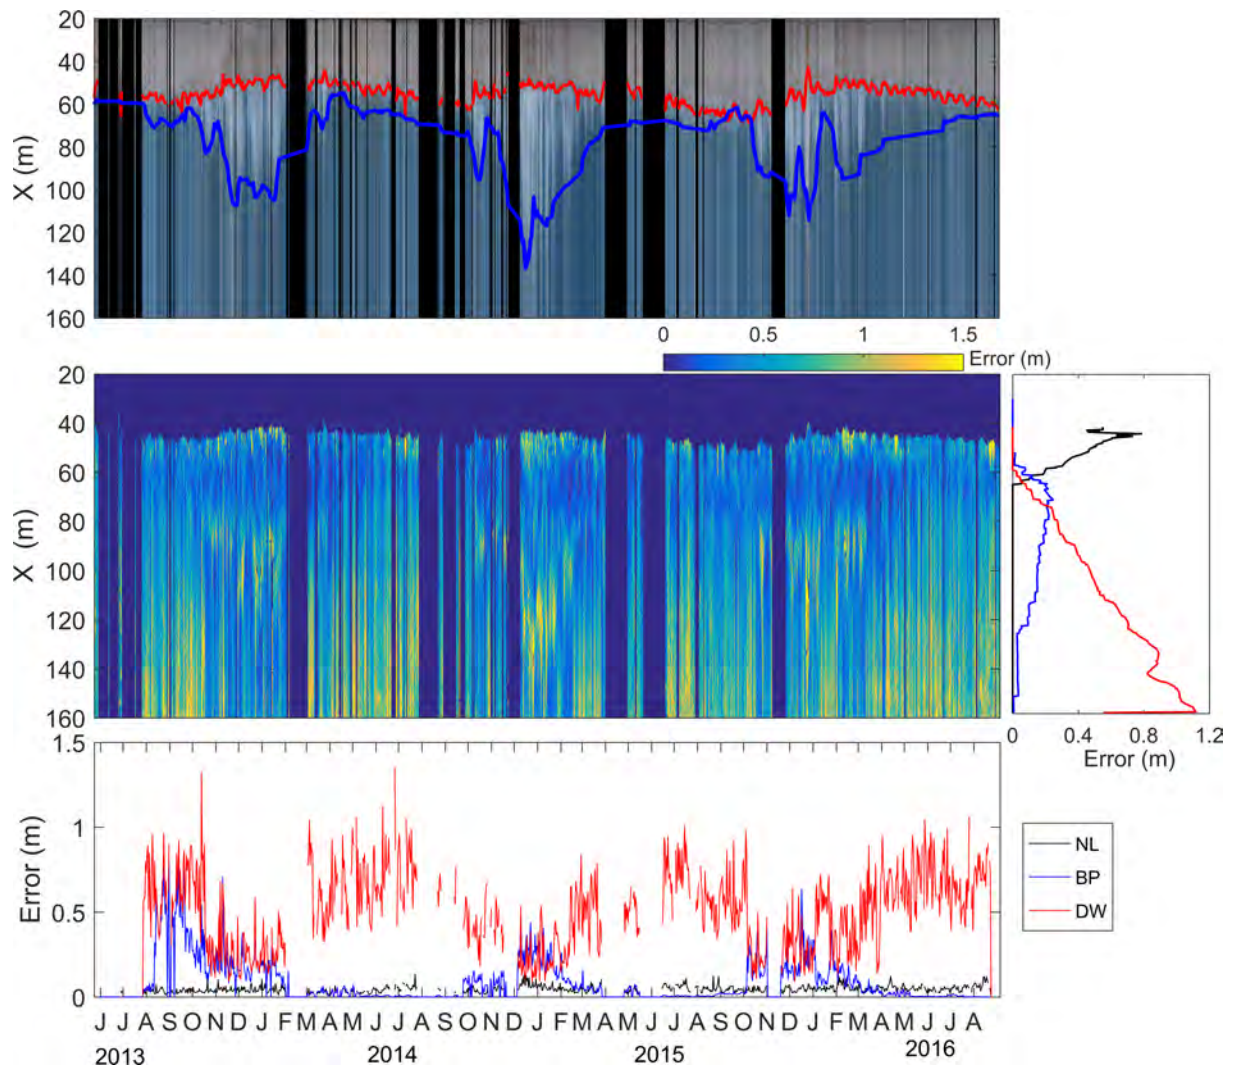 20
40
60
80
100
120
140
160
X (m)
0 0.5 1 1.5
Error (m)
20
40
60
80
100
120
140
160
X (m)
0 0.4 0.8 1.2
Error (m)
1.5
1
0.5
0
Error (m)
NL
BP
DW
J J A S O N D J F M A M J J A S O N D J F M A M J J A S O N D J F M A M J J A
2013 2014 2015 2016